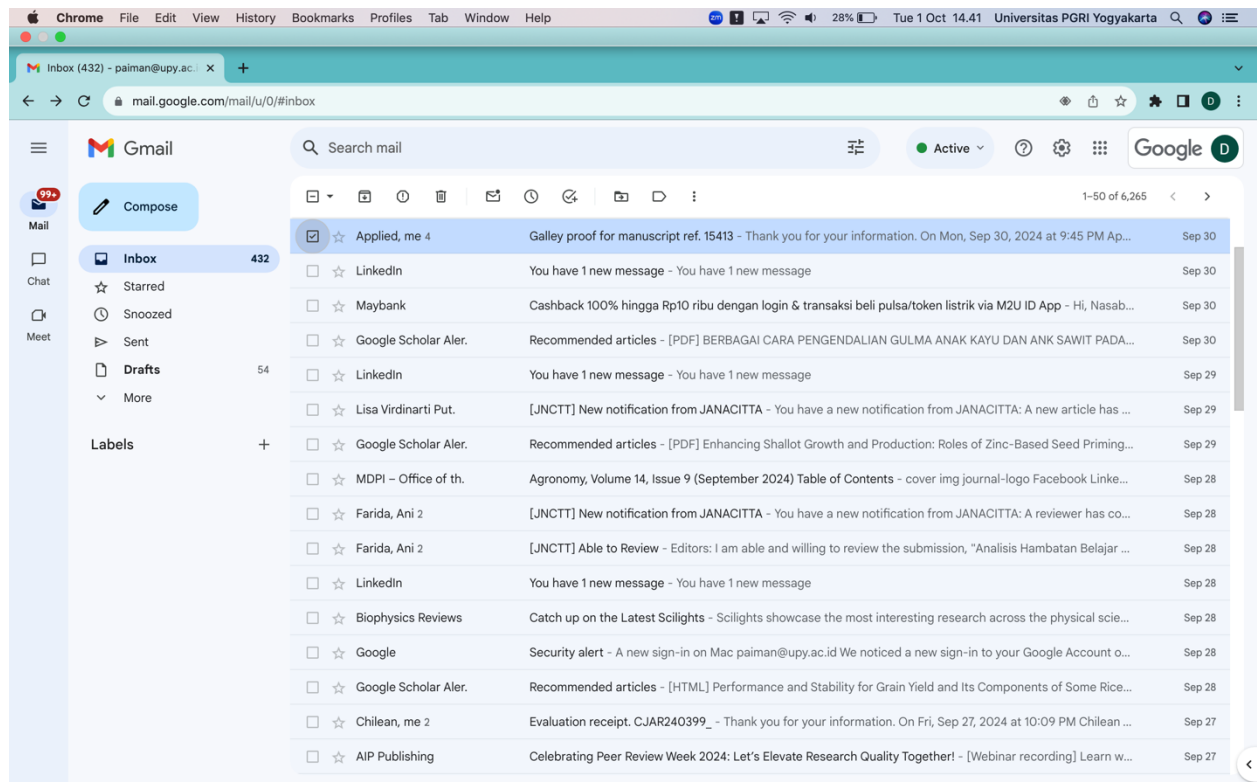 Chrome File Edit View History Bookmarks Profiles Tab Window Help zm 28% Tue 1 Oct 14.41 Universitas PGRI Yogyakarta
Inbox (432) - paiman@upy.ac.i
mail.google.com/mail/u/0/#inbox D
Gmail Search mail Active Google D
99+
Mail
Chat
Meet
Compose
Inbox 432
Starred
Snoozed
Sent
Drafts 54
More
Labels +
1–50 of 6,265
Applied, me 4 Galley proof for manuscript ref. 15413 - Thank you for your information. On Mon, Sep 30, 2024 at 9:45 PM Ap... Sep 30
LinkedIn You have 1 new message - You have 1 new message Sep 30
Maybank Cashback 100% hingga Rp10 ribu dengan login & transaksi beli pulsa/token listrik via M2U ID App - Hi, Nasab... Sep 30
Google Scholar Aler. Recommended articles - [PDF] BERBAGAI CARA PENGENDALIAN GULMA ANAK KAYU DAN ANK SAWIT PADA... Sep 30
LinkedIn You have 1 new message - You have 1 new message Sep 29
Lisa Virdinarti Put. [JNCTT] New notification from JANACITTA - You have a new notification from JANACITTA: A new article has ... Sep 29
Google Scholar Aler. Recommended articles - [PDF] Enhancing Shallot Growth and Production: Roles of Zinc-Based Seed Priming... Sep 29
MDPI – Office of th. Agronomy, Volume 14, Issue 9 (September 2024) Table of Contents - cover img journal-logo Facebook Linke... Sep 28
Farida, Ani 2 [JNCTT] New notification from JANACITTA - You have a new notification from JANACITTA: A reviewer has co... Sep 28
Farida, Ani 2 [JNCTT] Able to Review - Editors: I am able and willing to review the submission, "Analisis Hambatan Belajar ... Sep 28
LinkedIn You have 1 new message - You have 1 new message Sep 28
Biophysics Reviews Catch up on the Latest Scilights - Scilights showcase the most interesting research across the physical scie... Sep 28
Google Security alert - A new sign-in on Mac paiman@upy.ac.id We noticed a new sign-in to your Google Account o... Sep 28
Google Scholar Aler. Recommended articles - [HTML] Performance and Stability for Grain Yield and Its Components of Some Rice... Sep 28
Chilean, me 2 Evaluation receipt. CJAR240399_ - Thank you for your information. On Fri, Sep 27, 2024 at 10:09 PM Chilean ... Sep 27
AIP Publishing Celebrating Peer Review Week 2024: Let's Elevate Research Quality Together! - [Webinar recording] Learn w... Sep 27